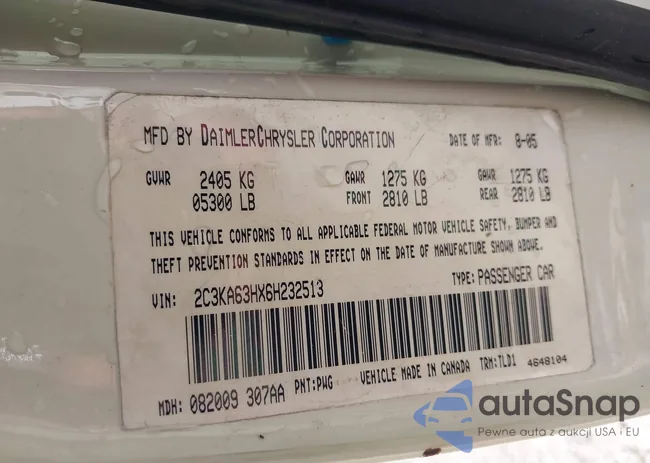 MFD BY DAIMLERCHRYSLER CORPORATION DATE OF MFR: 8-05
GVWR 2405 KG GAWR 1275 KG GAWR 1275 KG
05300 LB FRONT 2810 LB REAR 2810 LB
THIS VEHICLE CONFORMS TO ALL APPLICABLE FEDERAL MOTOR VEHICLE SAFETY, BUMPER AND
THEFT PREVENTION STANDARDS IN EFFECT ON THE DATE OF MANUFACTURE SHOWN ABOVE.
VIN: 2C3KA63HX6H232513 TYPE: PASSENGER CAR
MDH: 082009 307AA PNT:PWG VEHICLE MADE IN CANADA TRM:TLD1 4648104
autoSnap
Pewne auta z aukcji USA i EU